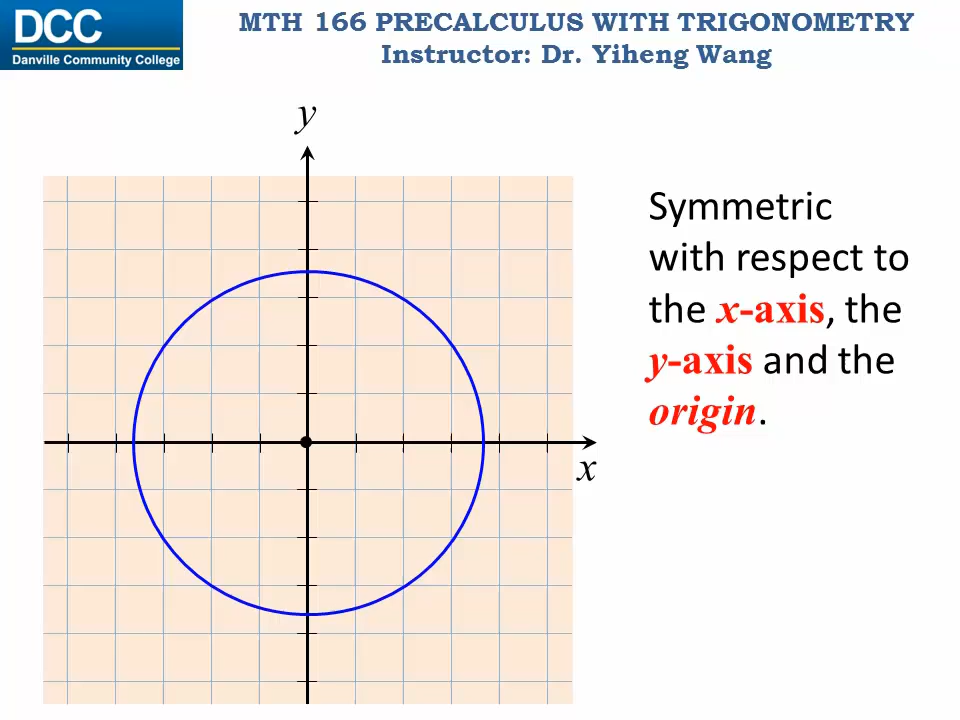 DCC
Danville Community College
MTH 166 PRECALCULUS WITH TRIGONOMETRY
Instructor: Dr. Yiheng Wang
y
x
Symmetric
with respect to
the x-axis, the
y-axis and the
origin.